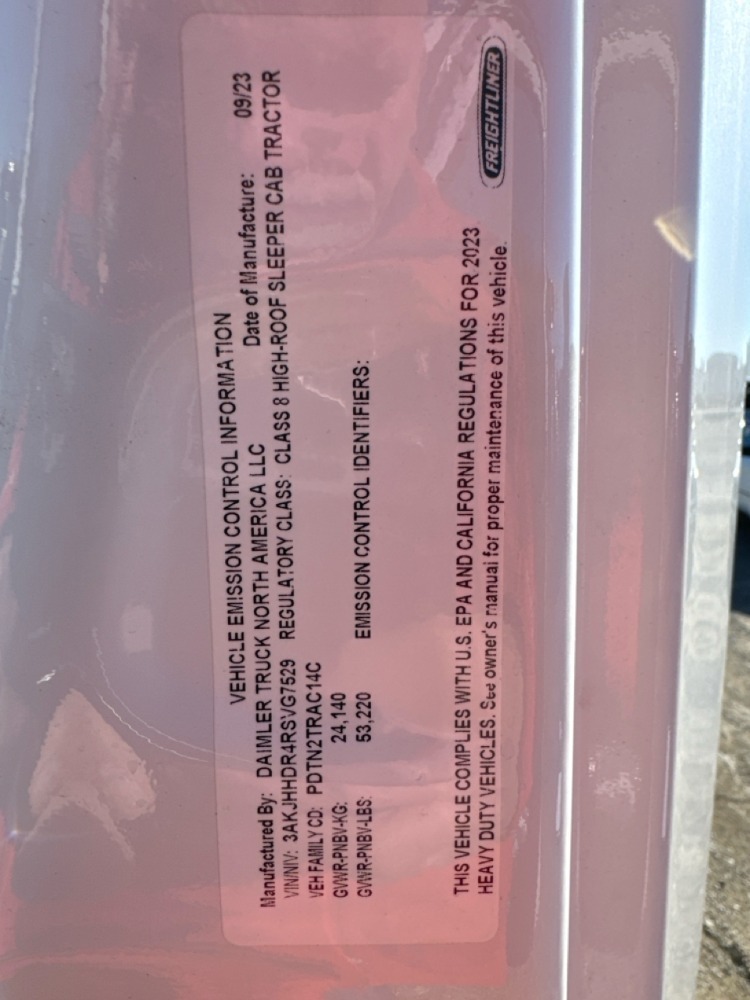 VEHICLE EMISSION CONTROL INFORMATION
Manufactured By: DAIMLER TRUCK NORTH AMERICA LLC Date of Manufacture: 09/23
VIN/NIV: 3AKJHHDR4RSVG7529 REGULATORY CLASS: CLASS 8 HIGH-ROOF SLEEPER CAB TRACTOR
VEH FAMILY CD: PDTN2TRAC14C
GVWR-PNBV-KG: 24,140
GVWR-PNBV-LBS: 53,220 EMISSION CONTROL IDENTIFIERS:
THIS VEHICLE COMPLIES WITH U.S. EPA AND CALIFORNIA REGULATIONS FOR 2023
HEAVY DUTY VEHICLES. See owner's manual for proper maintenance of this vehicle.
FREIGHTLINER